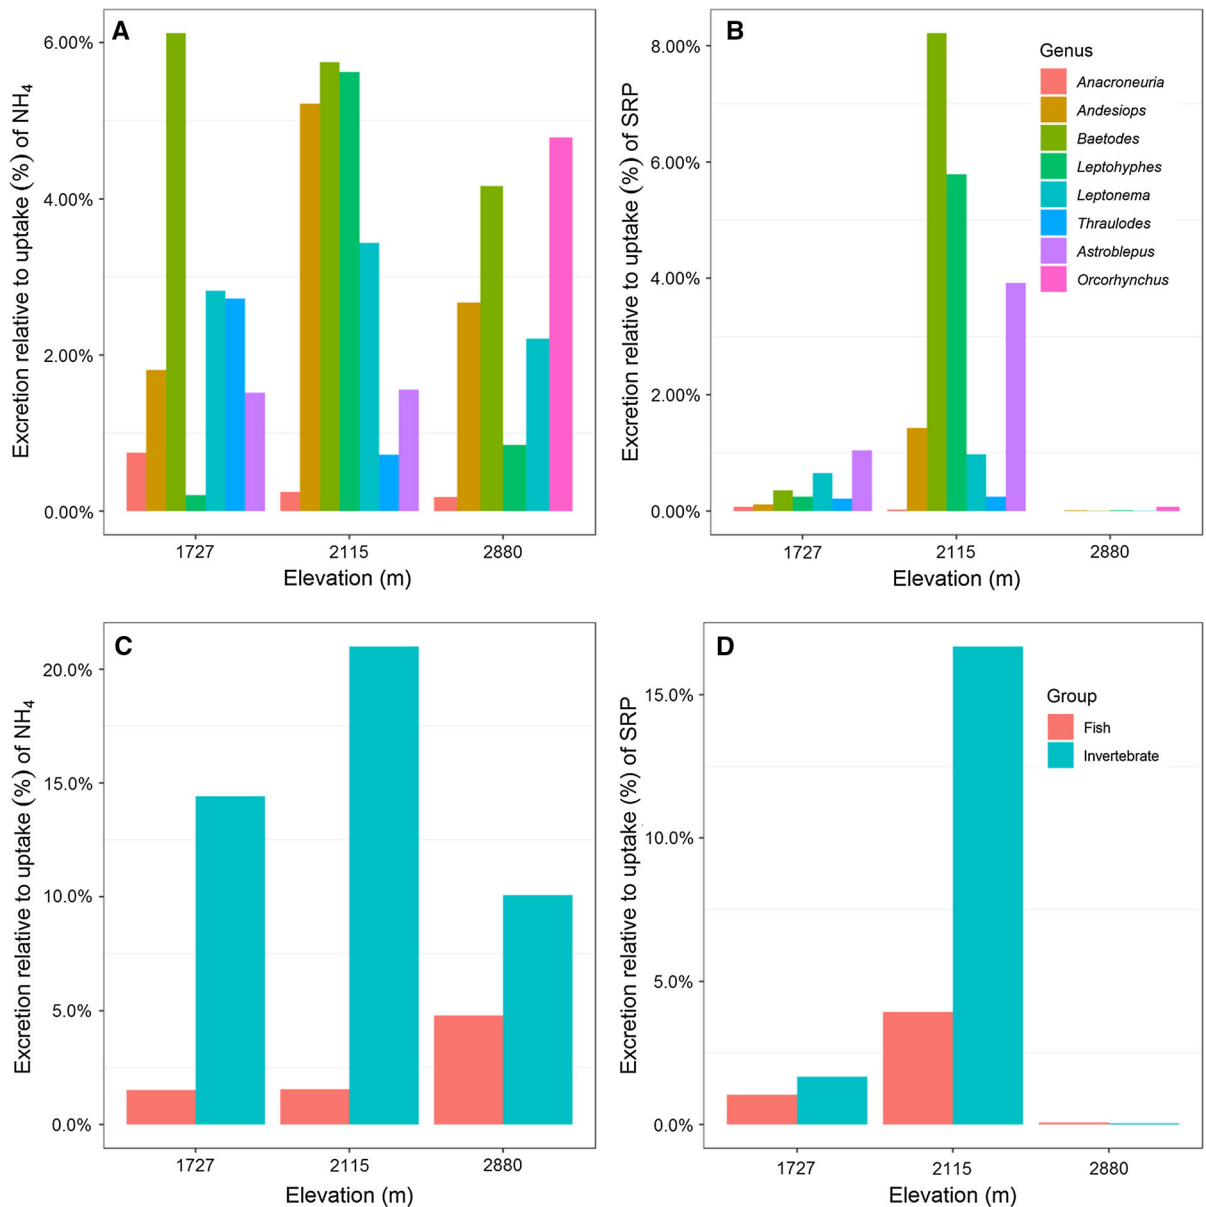 A
Excretion relative to uptake (%) of NH4
6.00%
4.00%
2.00%
0.00%
1727
2115
2880
Elevation (m)
B
Excretion relative to uptake (%) of SRP
8.00%
6.00%
4.00%
2.00%
0.00%
1727
2115
2880
Elevation (m)
Genus
Anacroneuria
Andesiops
Baetodes
Leptohyphes
Leptonema
Thraulodes
Astroblepus
Orcorhynchus
C
Excretion relative to uptake (%) of NH4
20.0%
15.0%
10.0%
5.0%
0.0%
1727
2115
2880
Elevation (m)
D
Excretion relative to uptake (%) of SRP
15.0%
10.0%
5.0%
0.0%
1727
2115
2880
Elevation (m)
Group
Fish
Invertebrate